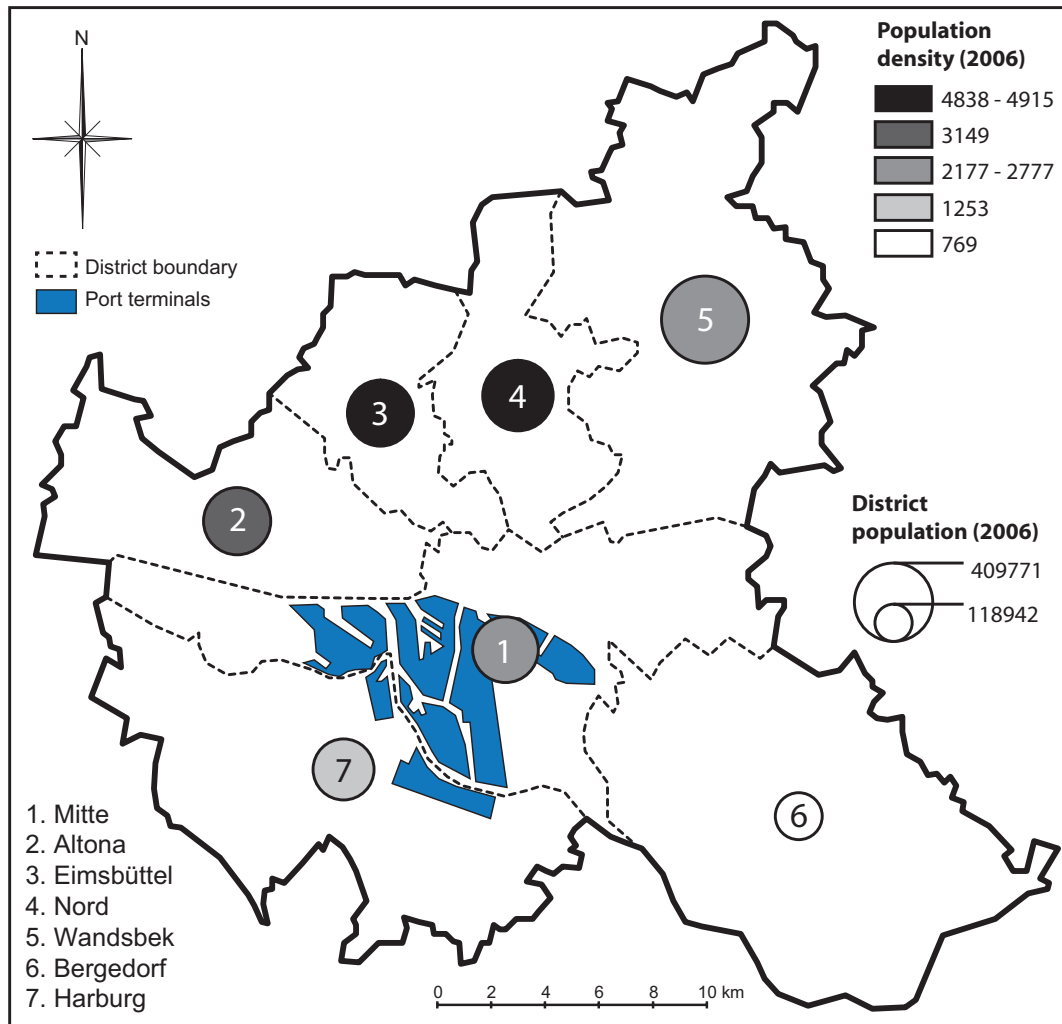 N
Population
density (2006)
4838 - 4915
3149
2177 - 2777
1253
769
District boundary
Port terminals
5
4
3
2
District
population (2006)
409771
118942
1
7
6
1. Mitte
2. Altona
3. Eimsbüttel
4. Nord
5. Wandsbek
6. Bergedorf
7. Harburg
0 2 4 6 8 10 km